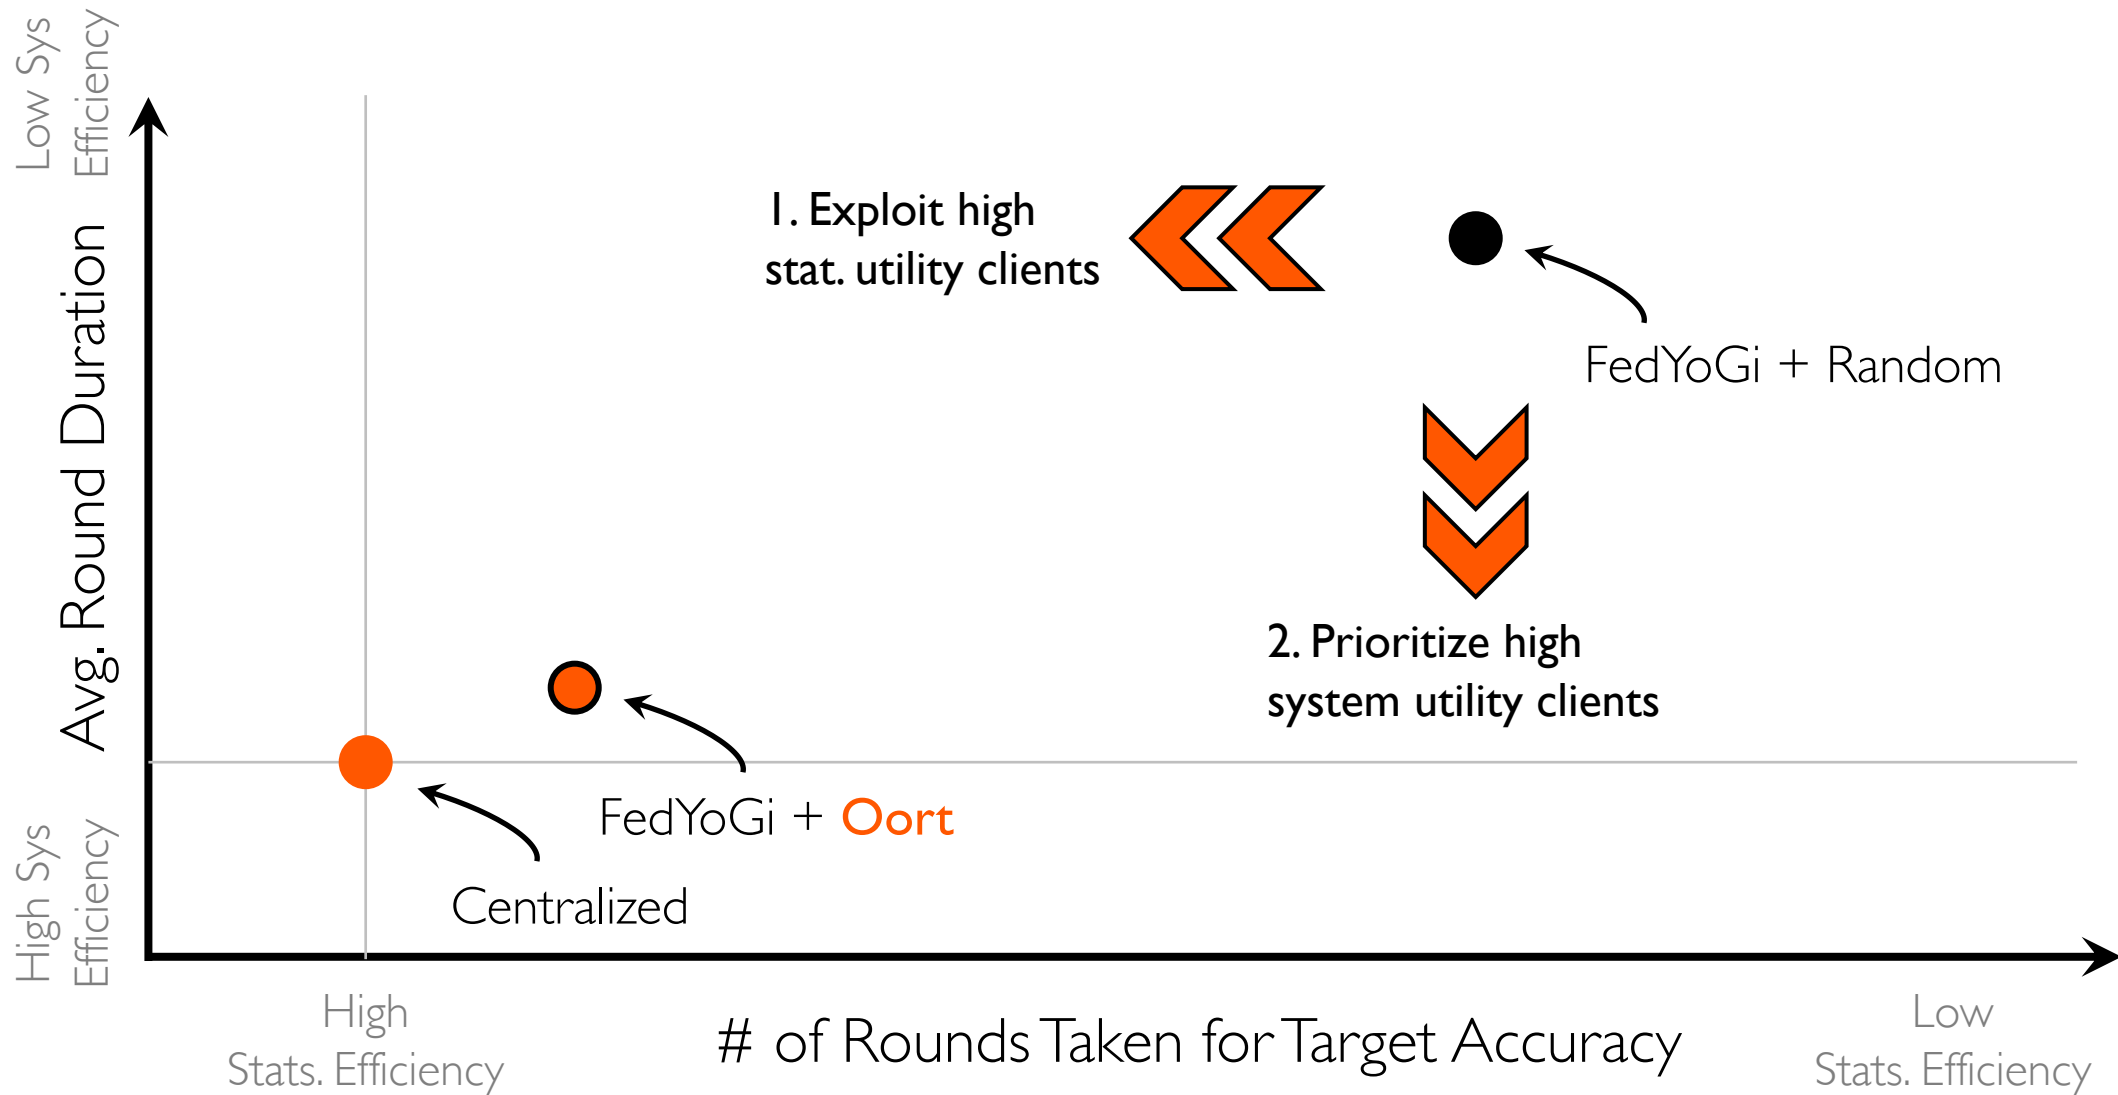 Low Sys
Efficiency
Avg. Round Duration
High Sys
Efficiency
1. Exploit high
stat. utility clients
FedYoGi + Random
2. Prioritize high
system utility clients
FedYoGi + Oort
Centralized
High
Stats. Efficiency
# of Rounds Taken for Target Accuracy
Low
Stats. Efficiency